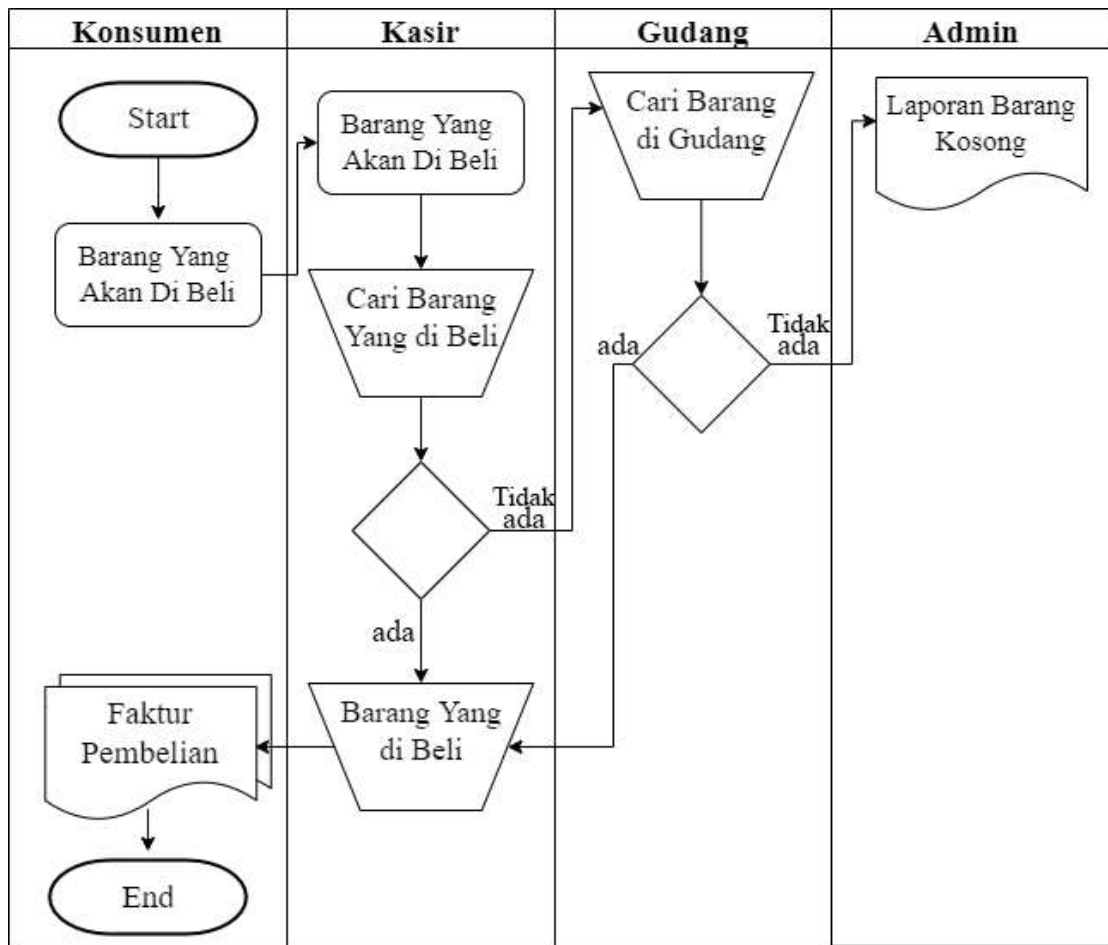 Konsumen
Kasir
Gudang
Admin
Start
Barang Yang
Akan Di Beli
Barang Yang
Akan Di Beli
Cari Barang
Yang di Beli
Tidak
ada
ada
Cari Barang
di Gudang
ada
Tidak
ada
Laporan Barang
Kosong
Barang Yang
di Beli
Faktur
Pembelian
End